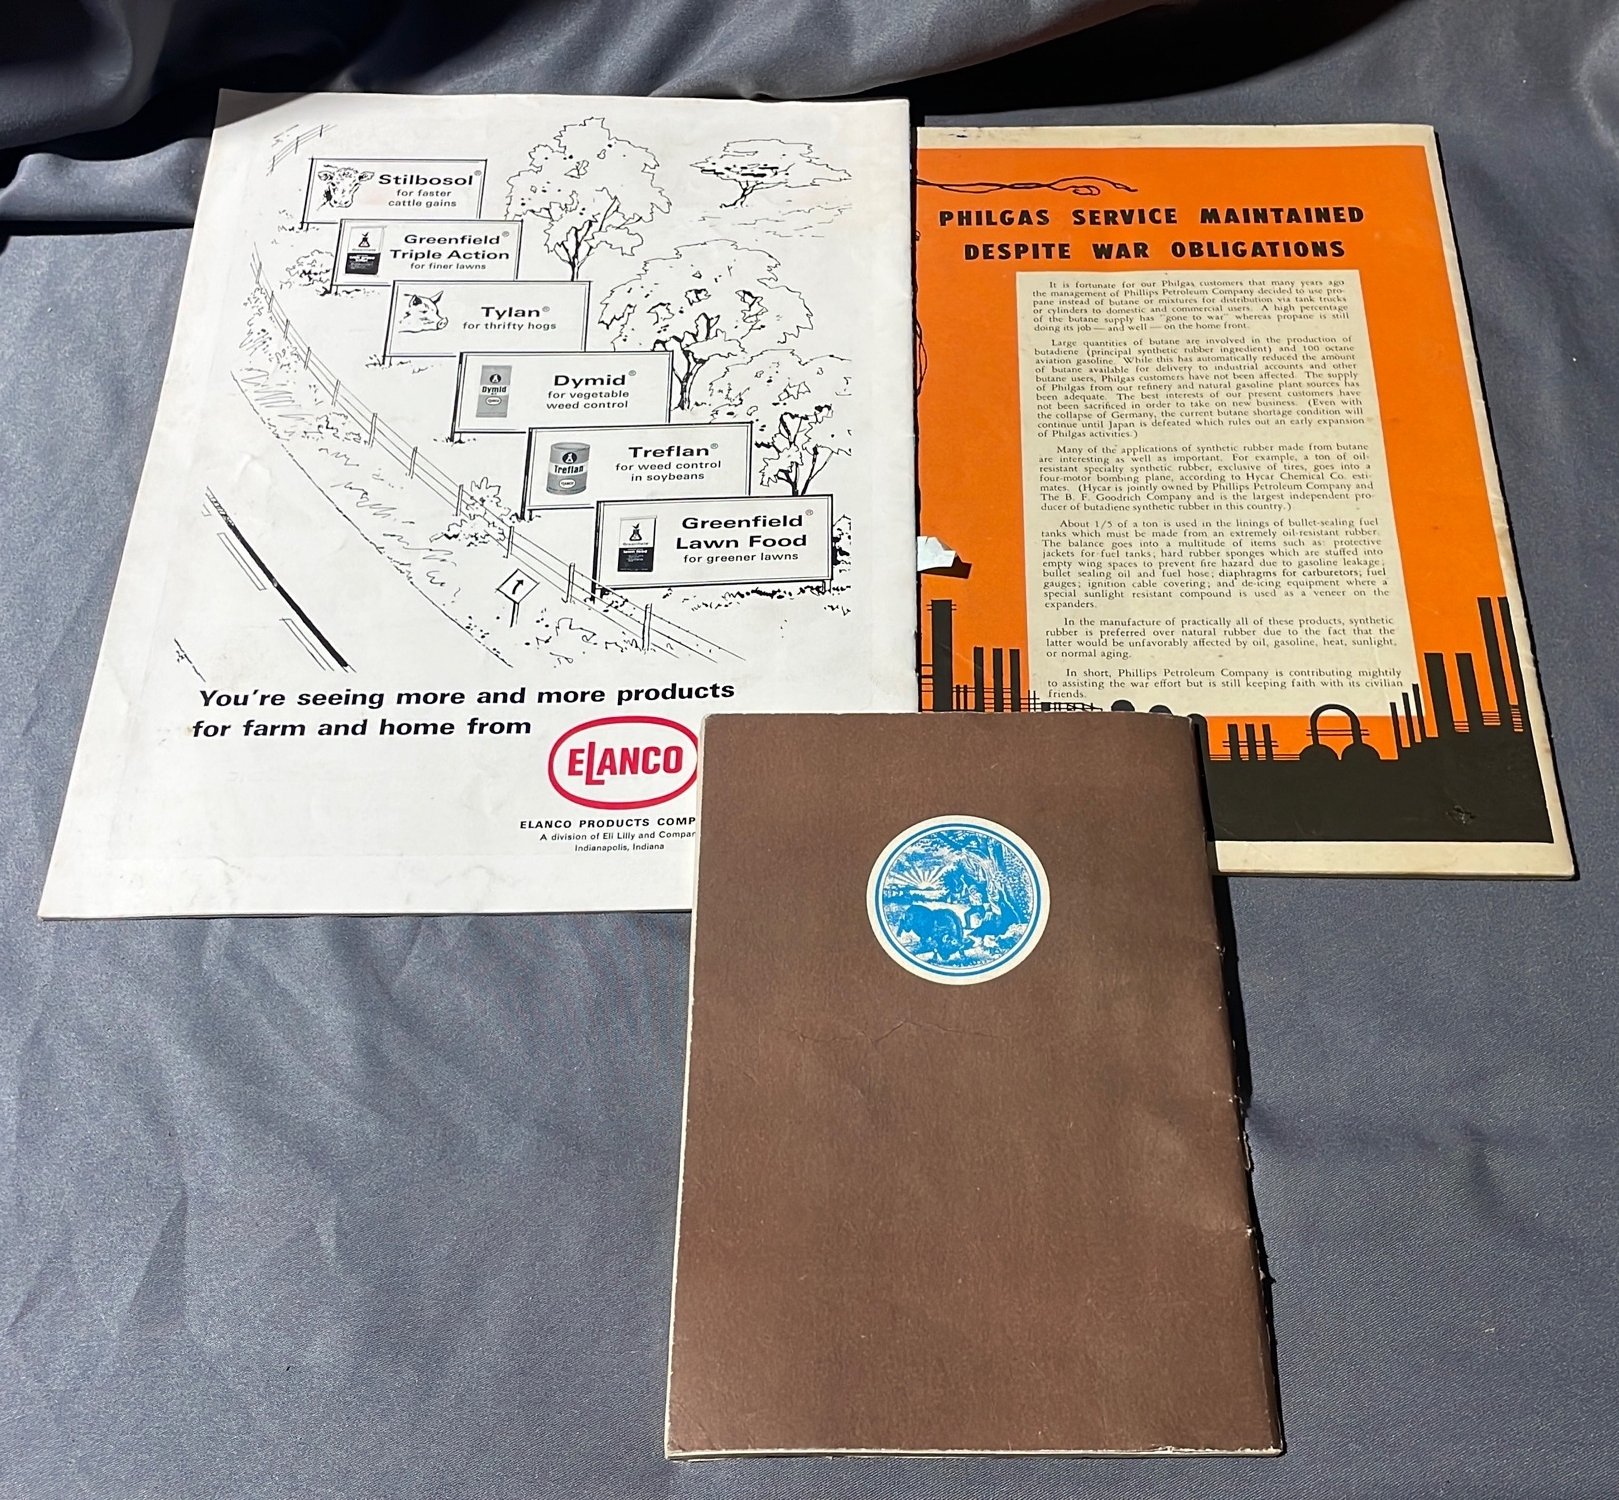 Stilbosol®
for faster
cattle gains
Greenfield®
Triple Action
for finer lawns
Tylan®
for thrifty hogs
Dymid
Dymid®
for vegetable
weed control
Treflan
Treflan®
for weed control
in soybeans
Greenfield®
Lawn Food
for greener lawns
You're seeing more and more products
for farm and home from
ELANCO
ELANCO PRODUCTS COMP
A division of Eli Lilly and Compan
Indianapolis, Indiana
PHILGAS SERVICE MAINTAINED
DESPITE WAR OBLIGATIONS
It is fortunate for our Philgas customers that many years ago
the management of Phillips Petroleum Company decided to use pro-
pane instead of butane or mixtures for distribution via tank trucks
or cylinders to domestic and commercial users. A high percentage
of the butane supply has "gone to war" whereas propane is still
doing its job — and well — on the home front.
Large quantities of butane are involved in the production of
butadiene (principal synthetic rubber ingredient) and 100 octane
aviation gasoline. While this has automatically reduced the amount
of butane available for delivery to industrial accounts and other
butane users, Philgas customers have not been affected. The supply
of Philgas from our refinery and natural gasoline plant sources has
been adequate. The best interests of our present customers have
not been sacrificed in order to take on new business. (Even with
the collapse of Germany, the current butane shortage condition will
continue until Japan is defeated which rules out an early expansion
of Philgas activities.)
Many of the applications of synthetic rubber made from butane
are interesting as well as important. For example, a ton of oil-
resistant specialty synthetic rubber, exclusive of tires, goes into a
four-motor bombing plane, according to Hycar Chemical Co. esti-
mates. (Hycar is jointly owned by Phillips Petroleum Company and
The B. F. Goodrich Company and is the largest independent pro-
ducer of butadiene synthetic rubber in this country.)
About 1/5 of a ton is used in the linings of bullet-sealing fuel
tanks which must be made from an extremely oil-resistant rubber.
The balance goes into a multitude of items such as: protective
jackets for fuel tanks; hard rubber sponges which are stuffed into
empty wing spaces to prevent fire hazard due to gasoline leakage;
bullet sealing oil and fuel hose; diaphragms for carburetors; fuel
gauges; ignition cable covering; and de-icing equipment where a
special sunlight resistant compound is used as a veneer on the
expanders.
In the manufacture of practically all of these products, synthetic
rubber is preferred over natural rubber due to the fact that the
latter would be unfavorably affected by oil, gasoline, heat, sunlight,
or normal aging.
In short, Phillips Petroleum Company is contributing mightily
to assisting the war effort but is still keeping faith with its civilian
friends.